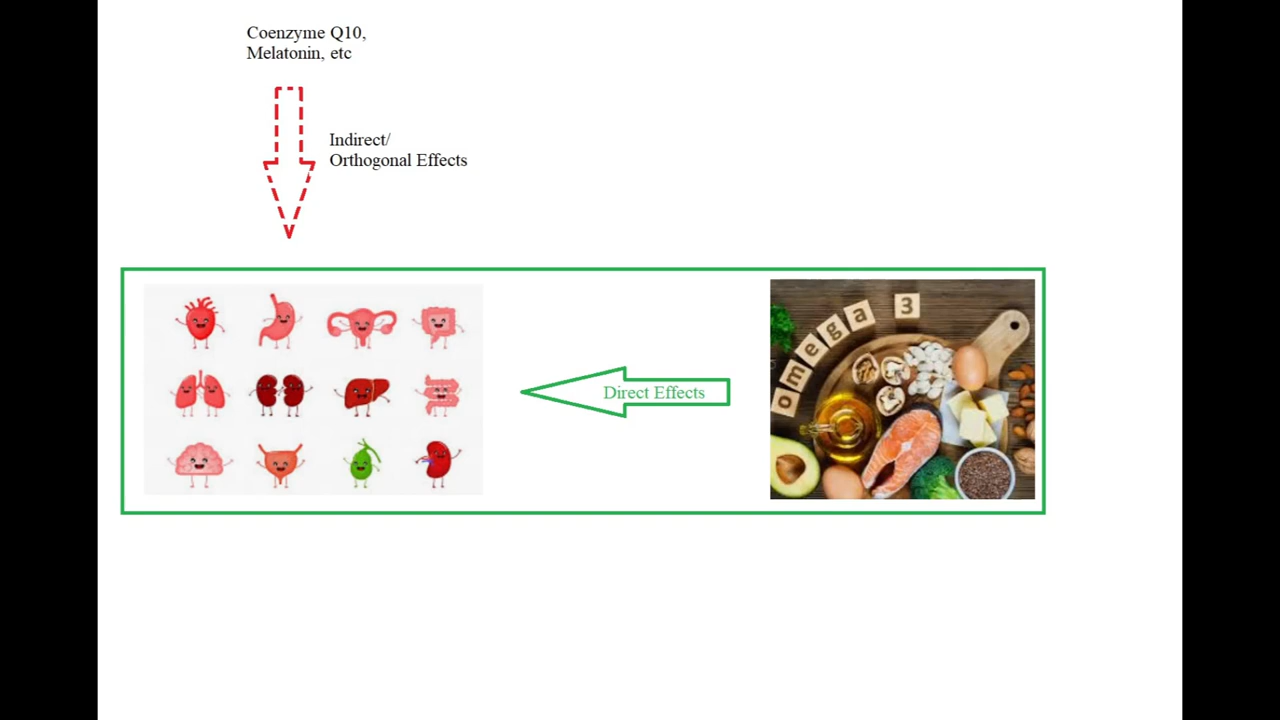 Coenzyme Q10,
Melatonin, etc
Indirect/
Orthogonal Effects
Direct Effects
omega 3